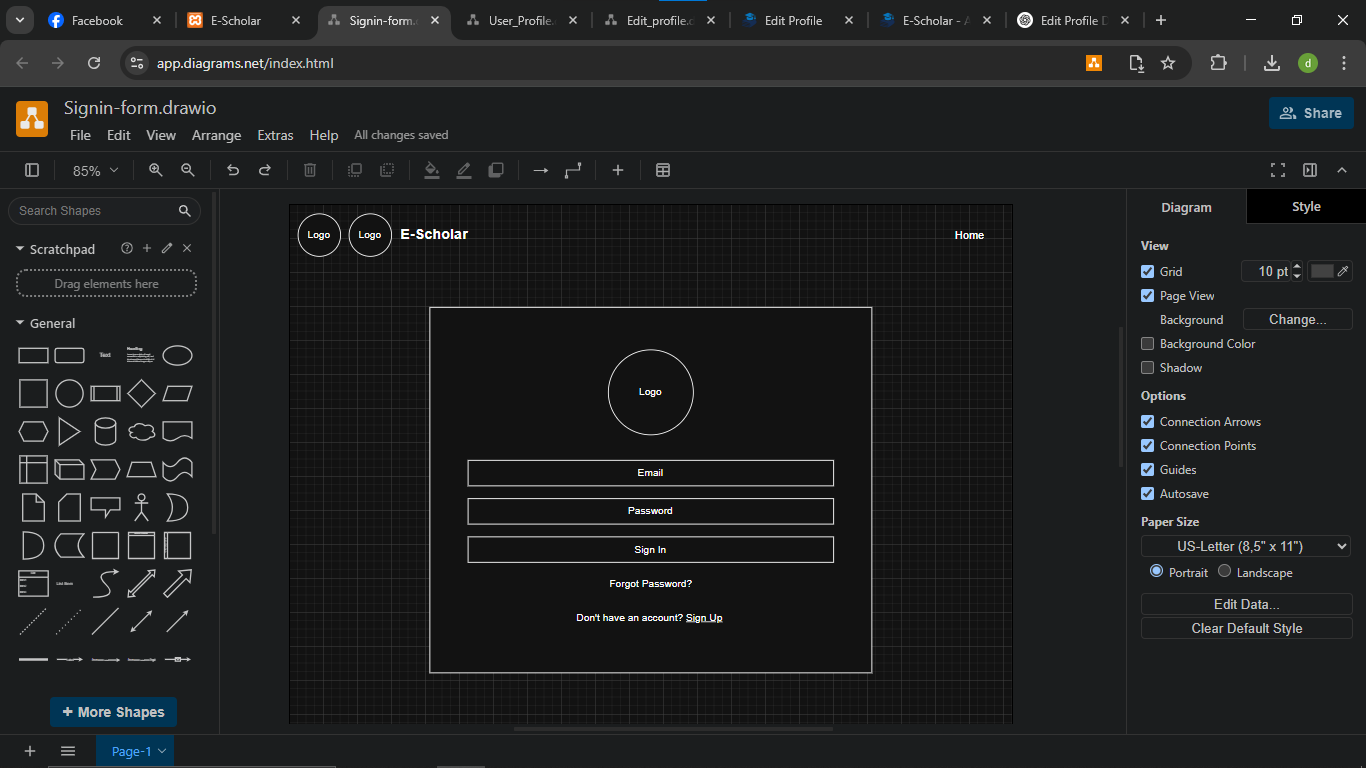 Facebook
E-Scholar
Signin-form.
User_Profile.
Edit_profile.
Edit Profile
E-Scholar -
Edit Profile
app.diagrams.net/index.html
d
Signin-form.drawio
File Edit View Arrange Extras Help All changes saved
Share
85%
Search Shapes
Scratchpad
Drag elements here
General
Text
Heading
List Item
+ More Shapes
Page-1
Logo Logo E-Scholar Home
Logo
Email
Password
Sign In
Forgot Password?
Don't have an account? Sign Up
Diagram Style
View
Grid 10 pt
Page View
Background Change...
Background Color
Shadow
Options
Connection Arrows
Connection Points
Guides
Autosave
Paper Size
US-Letter (8,5" x 11")
Portrait Landscape
Edit Data...
Clear Default Style